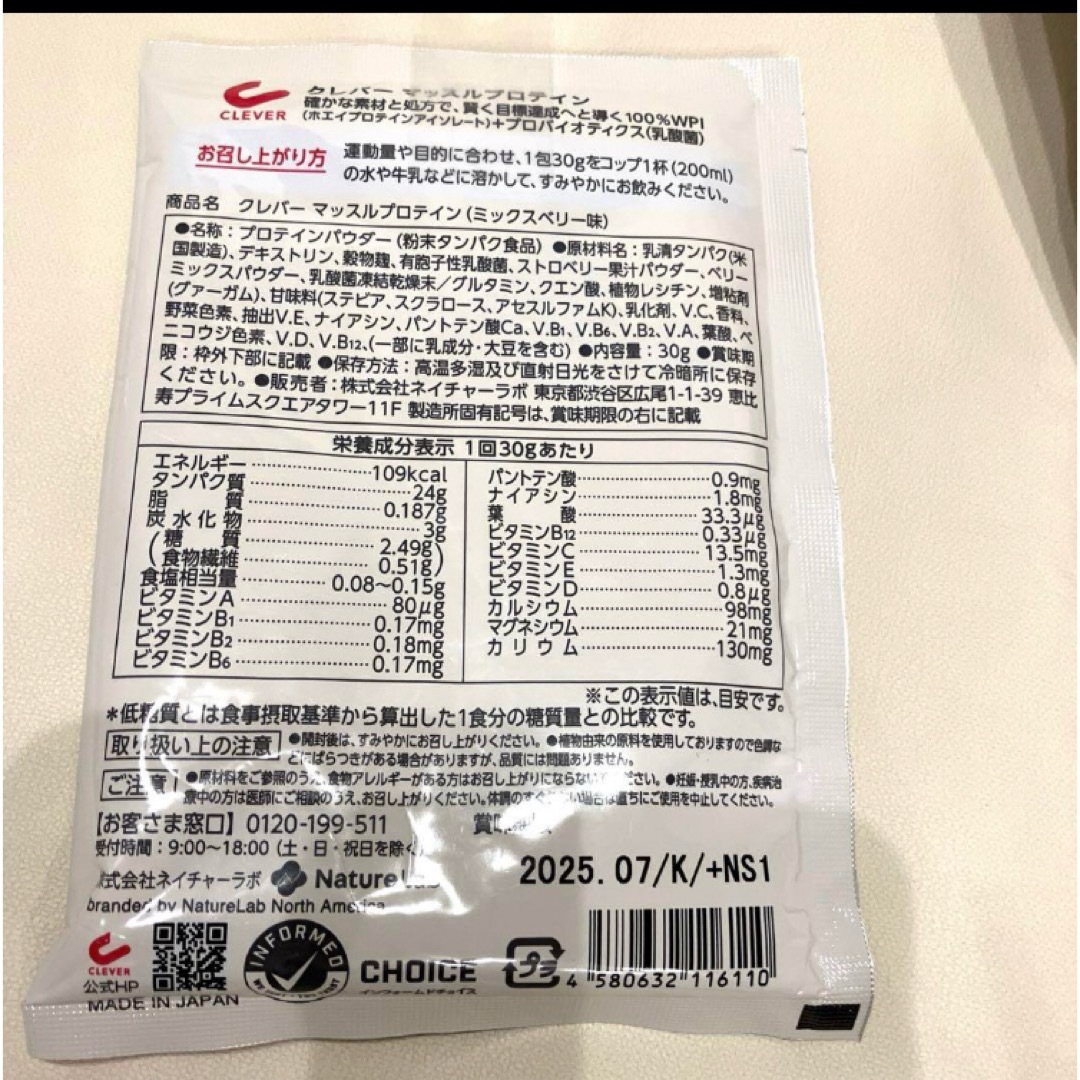 CLEVER
クレバー マッスルプロテイン
確かな素材と処方で、賢く目標達成へと導く100%WPI
(ホエイプロテインアイソレート)+プロバイオティクス(乳酸菌)
お召し上がり方
運動量や目的に合わせ、1包30gをコップ1杯(200ml)
の水や牛乳などに溶かして、すみやかにお飲みください。
商品名 クレバー マッスルプロテイン(ミックスベリー味)
●名称:プロテインパウダー(粉末タンパク食品) ●原材料名:乳清タンパク(米
国製造)、デキストリン、穀物麹、有胞子性乳酸菌、ストロベリー果汁パウダー、ベリー
ミックスパウダー、乳酸菌凍結乾燥末/グルタミン、クエン酸、植物レシチン、増粘剤
(グァーガム)、甘味料(ステビア、スクラロース、アセスルファムK)、乳化剤、V.C、香料、
野菜色素、抽出V.E、ナイアシン、パントテン酸Ca、V.B1、V.B6、V.B2、V.A、葉酸、ベ
ニコウジ色素、V.D、V.B12、(一部に乳成分・大豆を含む) ●内容量:30g ●賞味期
限:枠外下部に記載 ●保存方法:高温多湿及び直射日光をさけて冷暗所に保存
ください。●販売者:株式会社ネイチャーラボ 東京都渋谷区広尾1-1-39 恵比
寿プライムスクエアタワー11F 製造所固有記号は、賞味期限の右に記載
栄養成分表示 1回30gあたり
エネルギー 109kcal
タンパク質 24g
脂質 0.187g
炭水化物 3g
(糖質 2.49g
食物繊維 0.51g)
食塩相当量 0.08~0.15g
ビタミンA 80μg
ビタミンB1 0.17mg
ビタミンB2 0.18mg
ビタミンB6 0.17mg
パントテン酸 0.9mg
ナイアシン 1.8mg
葉酸 33.3μg
ビタミンB12 0.33μg
ビタミンC 13.5mg
ビタミンE 1.3mg
ビタミンD 0.8μg
カルシウム 98mg
マグネシウム 21mg
カリウム 130mg
※この表示値は、目安です。
*低糖質とは食事摂取基準から算出した1食分の糖質量との比較です。
取り扱い上の注意 ●開封後は、すみやかにお召し上がりください。●植物由来の原料を使用しておりますので色調な
どにばらつきがある場合がありますが、品質には問題ありません。
ご注意 ●原材料をご参照のうえ、食物アレルギーがある方はお召し上がりにならないでください。●妊娠・授乳中の方、疾病治
療中の方は医師にご相談のうえ、お召し上がりください。体調のすぐれない場合は直ちにご使用を中止してください。
【お客さま窓口】0120-199-511
受付時間:9:00~18:00 (土・日・祝日を除く)
賞味期限
2025.07/K/+NS1
株式会社ネイチャーラボ NatureLab
branded by NatureLab North America
CLEVER
公式HP
MADE IN JAPAN
INFORMED
CHOICE
インフォームドチョイス
プラ
4 580632 116110